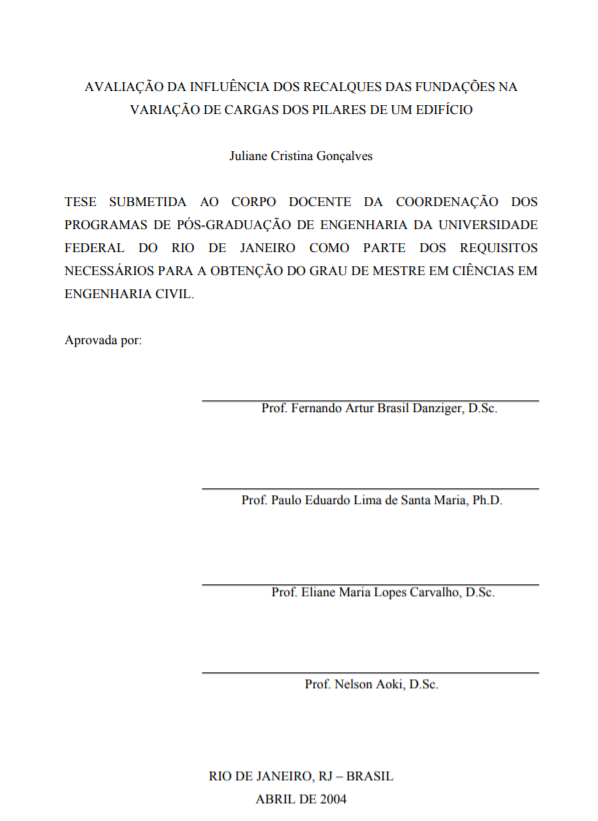 AVALIAÇÃO DA INFLUÊNCIA DOS RECALQUES DAS FUNDAÇÕES NA
VARIAÇÃO DE CARGAS DOS PILARES DE UM EDIFÍCIO
Juliane Cristina Gonçalves
TESE SUBMETIDA AO CORPO DOCENTE DA COORDENAÇÃO DOS
PROGRAMAS DE PÓS-GRADUAÇÃO DE ENGENHARIA DA UNIVERSIDADE
FEDERAL DO RIO DE JANEIRO COMO PARTE DOS REQUISITOS
NECESSÁRIOS PARA A OBTENÇÃO DO GRAU DE MESTRE EM CIÊNCIAS EM
ENGENHARIA CIVIL.
Aprovada por:
Prof. Fernando Artur Brasil Danziger, D.Sc.
Prof. Paulo Eduardo Lima de Santa Maria, Ph.D.
Prof. Eliane Maria Lopes Carvalho, D.Sc.
Prof. Nelson Aoki, D.Sc.
RIO DE JANEIRO, RJ – BRASIL
ABRIL DE 2004